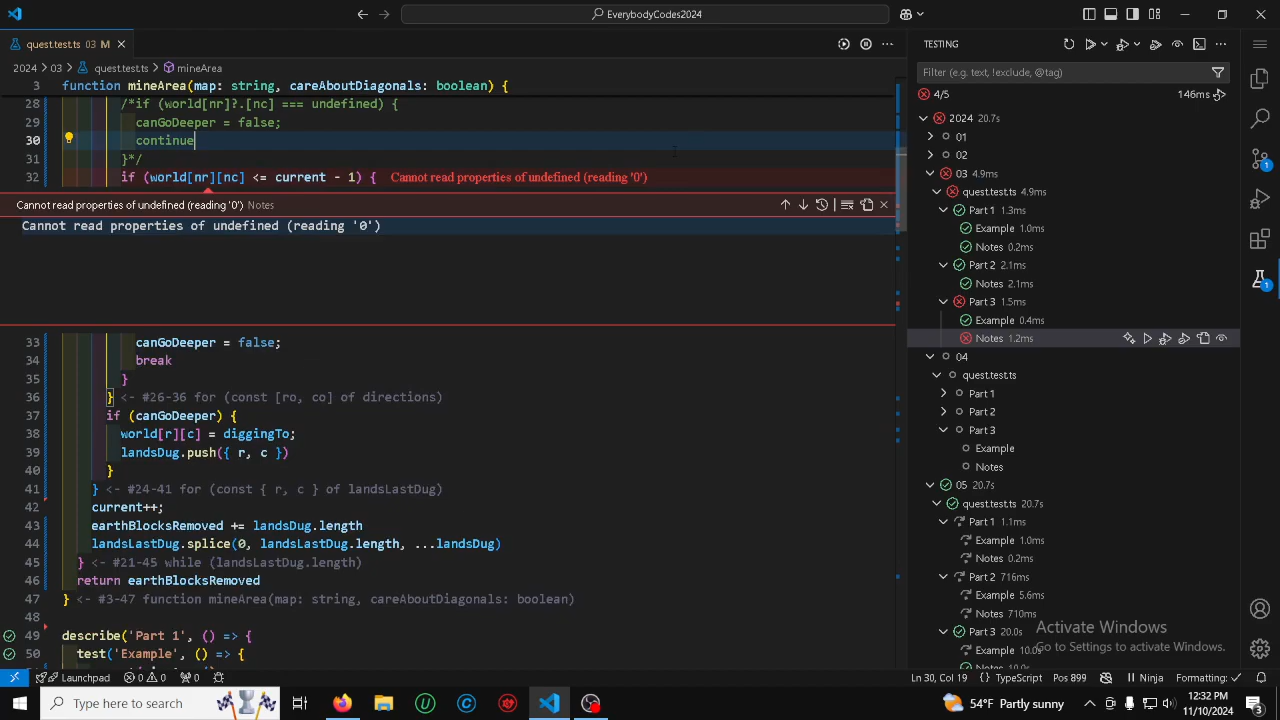 EverybodyCodes2024
quest.test.ts 03 M
TESTING
2024 > 03 > quest.test.ts > mineArea
Filter (e.g. text, !exclude, @tag)
3 function mineArea(map: string, careAboutDiagonals: boolean) {
4/5
146ms
28 /*if (world[nr]?.[nc] === undefined) {
29 canGoDeeper = false;
30 continue
31 }*/
32 if (world[nr][nc] <= current - 1) { Cannot read properties of undefined (reading '0')
Cannot read properties of undefined (reading '0') Notes
Cannot read properties of undefined (reading '0')
33 canGoDeeper = false;
34 break
35 }
36 } <- #26-36 for (const [ro, co] of directions)
37 if (canGoDeeper) {
38 world[r][c] = diggingTo;
39 landsDug.push({ r, c })
40 }
41 } <- #24-41 for (const { r, c } of landsLastDug)
42 current++;
43 earthBlocksRemoved += landsDug.length
44 landsLastDug.splice(0, landsLastDug.length, ...landsDug)
45 } <- #21-45 while (landsLastDug.length)
46 return earthBlocksRemoved
47 } <- #3-47 function mineArea(map: string, careAboutDiagonals: boolean)
48
49 describe('Part 1', () => {
50 test('Example', () => {
2024 20.7s
01
02
03 4.9ms
quest.test.ts 4.9ms
Part 1 1.3ms
Example 1.0ms
Notes 0.2ms
Part 2 2.1ms
Notes 2.1ms
Part 3 1.5ms
Example 0.4ms
Notes 1.2ms
04
quest.test.ts
Part 1
Part 2
Part 3
Example
Notes
05 20.7s
quest.test.ts 20.7s
Part 1 1.1ms
Example 1.0ms
Notes 0.2ms
Part 2 716ms
Example 5.6ms
Notes 710ms
Part 3 20.0s
Example 10.0s
Notes 10.0s
Activate Windows
Go to Settings to activate Windows.
1
1
1
Launchpad
0 0
0
Ln 30, Col 19
TypeScript
Pos 899
Ninja
Formatting: ✓
Type here to search
54°F Partly sunny
12:32 PM
11/10/2024
3